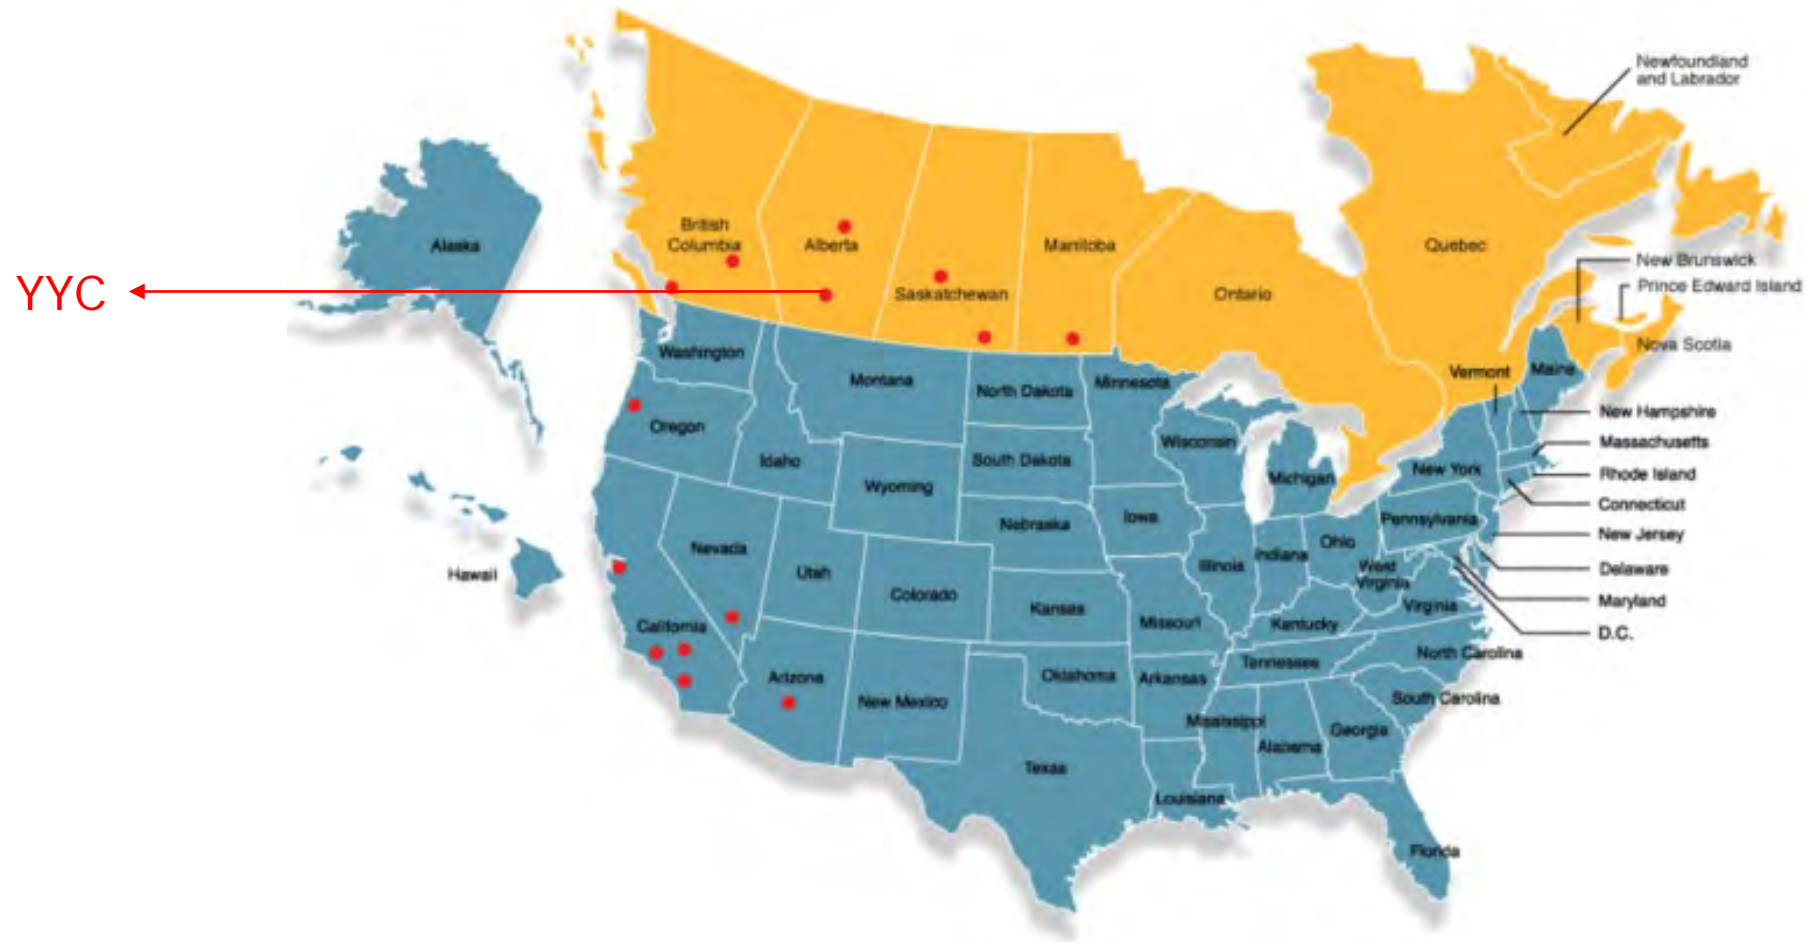 Newfoundland
and Labrador
British
Columbia
Alberta
Manitoba
Quebec
Alaska
New Brunswick
Prince Edward Island
YYC
Saskatchewan
Ontario
Nova Scotia
Washington
Vermont
Maine
Montana
North Dakota
Minnesota
New Hampshire
Oregon
Wisconsin
Massachusetts
Idaho
South Dakota
New York
Rhode Island
Michigan
Wyoming
Connecticut
Iowa
Pennsylvania
Nebraska
New Jersey
Nevada
Ohio
Indiana
Illinois
West
Virginia
Delaware
Hawaii
Utah
Colorado
Kansas
Virginia
Maryland
California
Missouri
Kentucky
D.C.
North Carolina
Tennessee
Arizona
Oklahoma
Arkansas
New Mexico
South Carolina
Mississippi
Georgia
Alabama
Texas
Louisiana
Florida